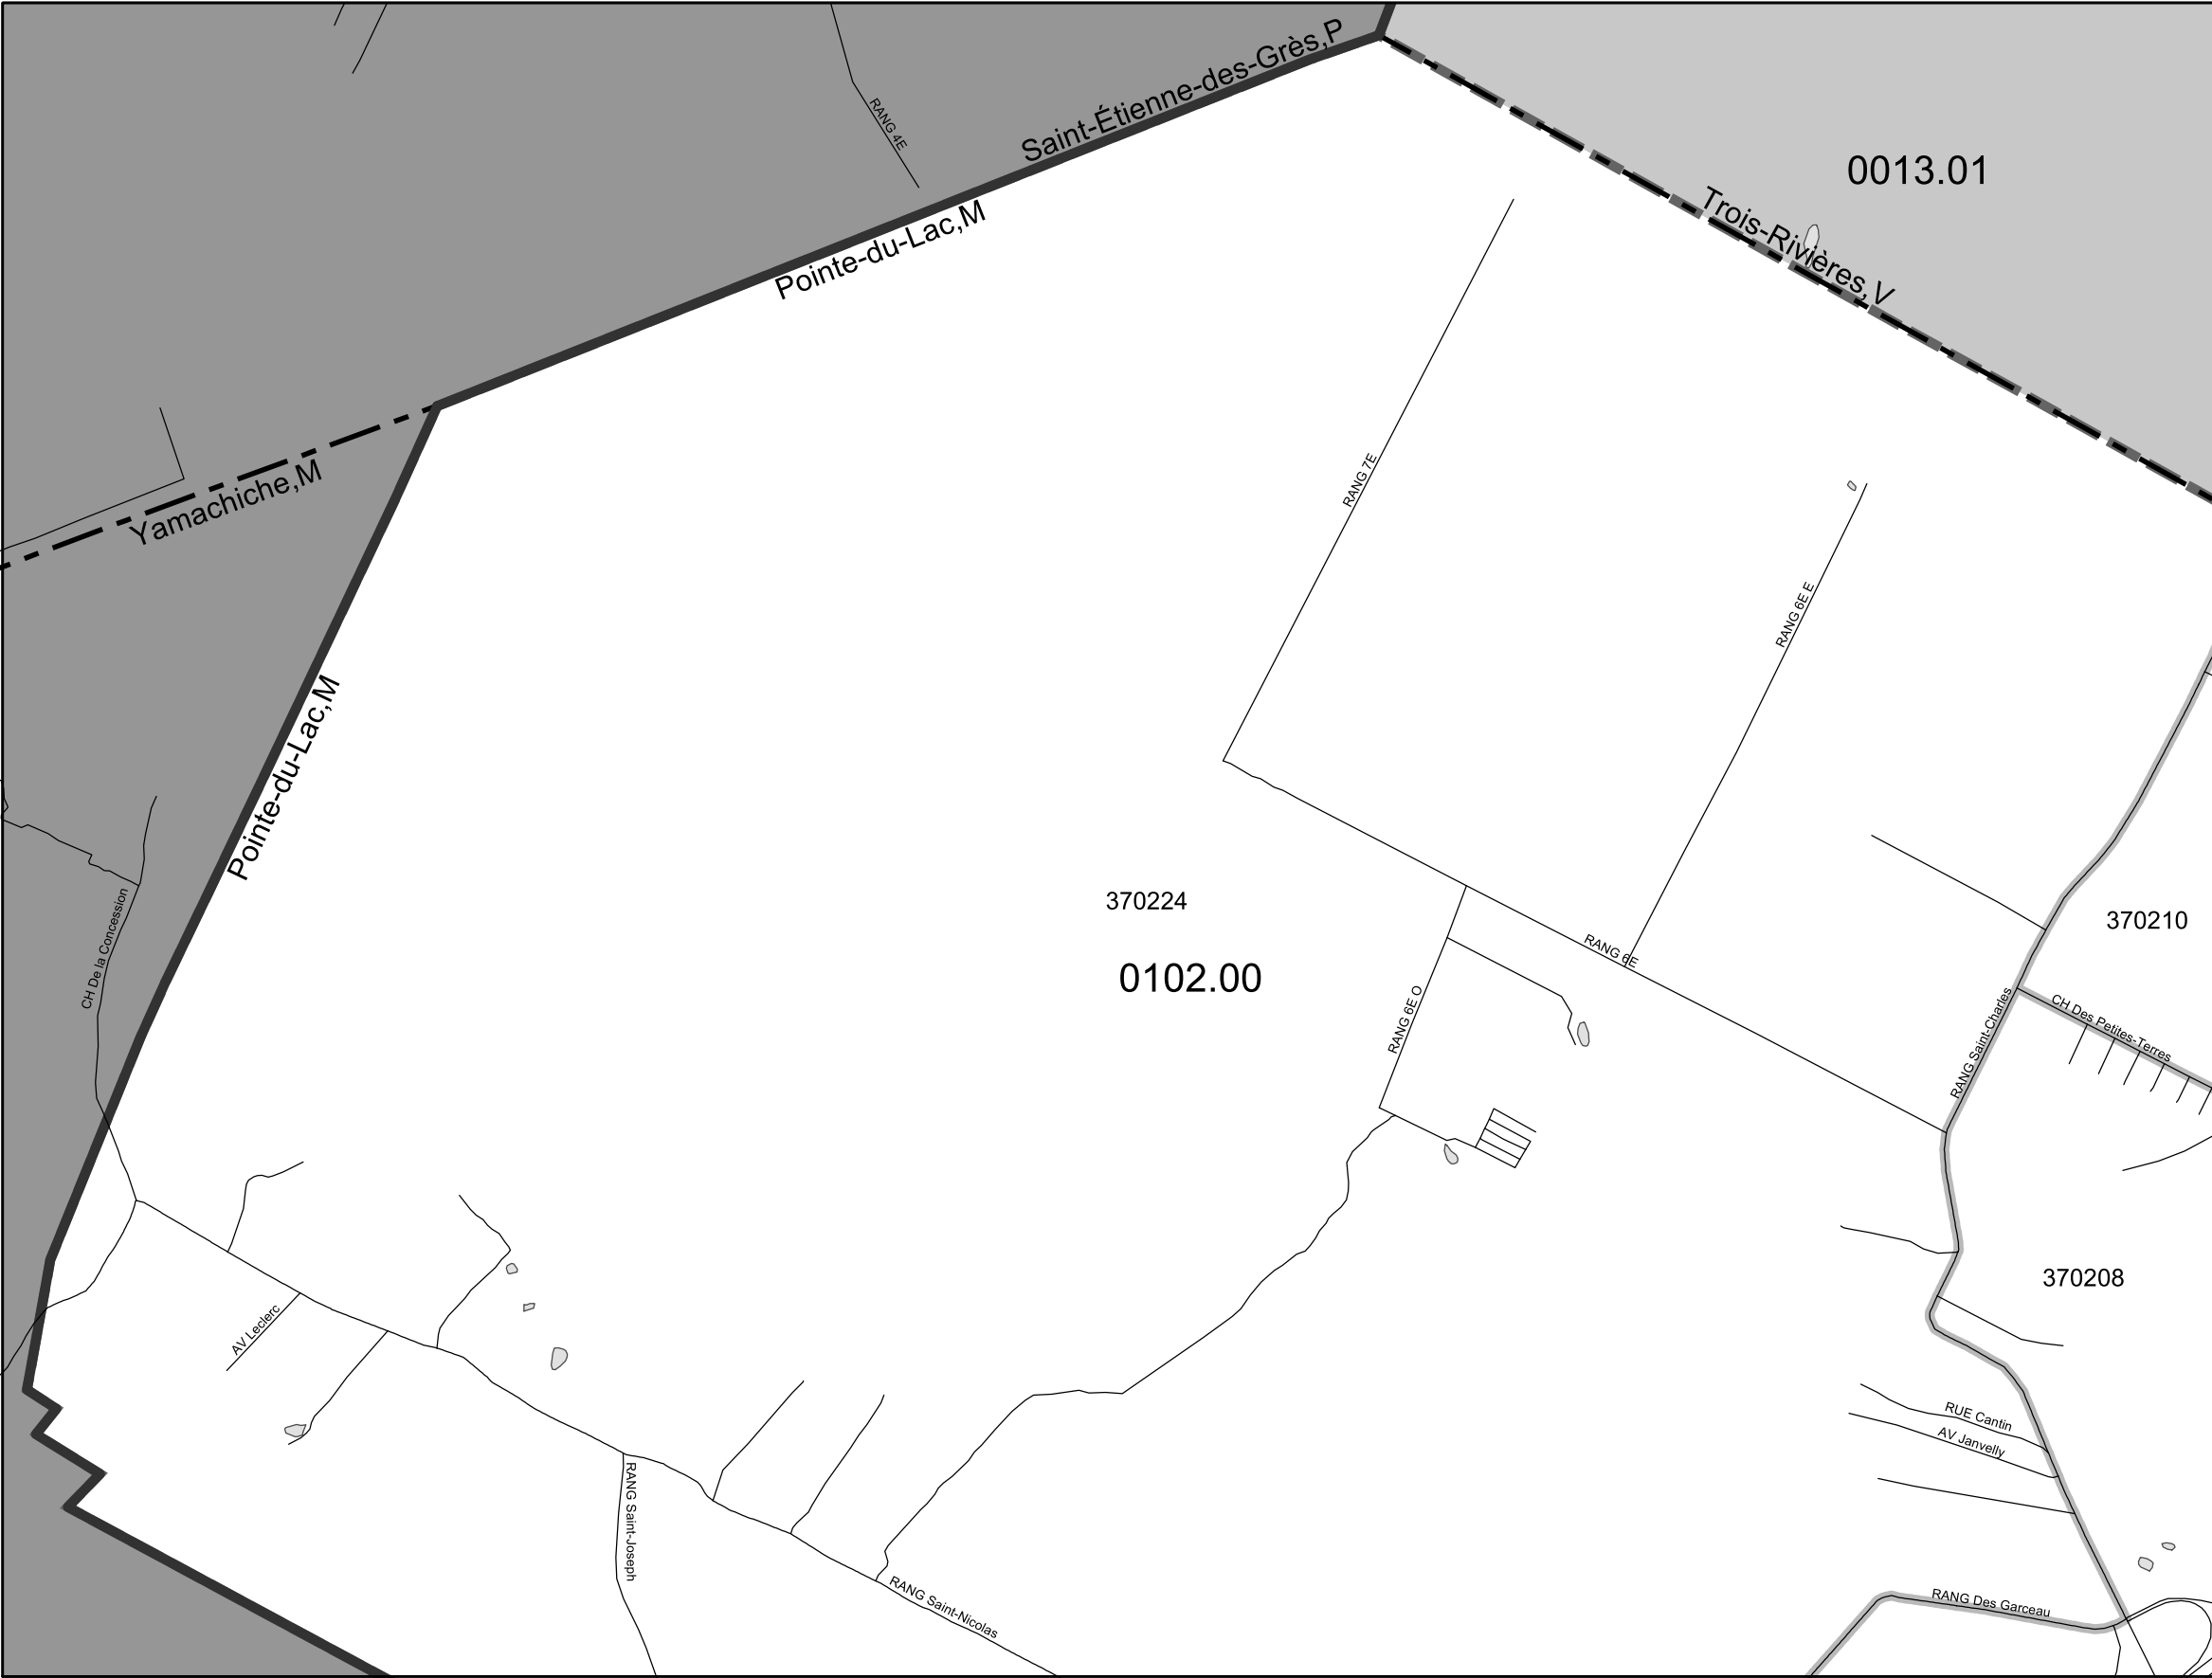 Saint-Étienne-des-Grès,P
RANG 4E
0013.01
Trois-Rivières,V
Pointe-du-Lac,M
Yamachiche,M
RANG 7E
RANG 6E E
Pointe-du-Lac,M
370224
0102.00
370210
RANG 6E
CH De la Concession
RANG 6E O
RANG Saint-Charles
CH Des Petites-Terres
370208
AV Leclerc
RUE Cantin
AV Janvelly
RANG Saint-Joseph
RANG Saint-Nicolas
RANG Des Garceau